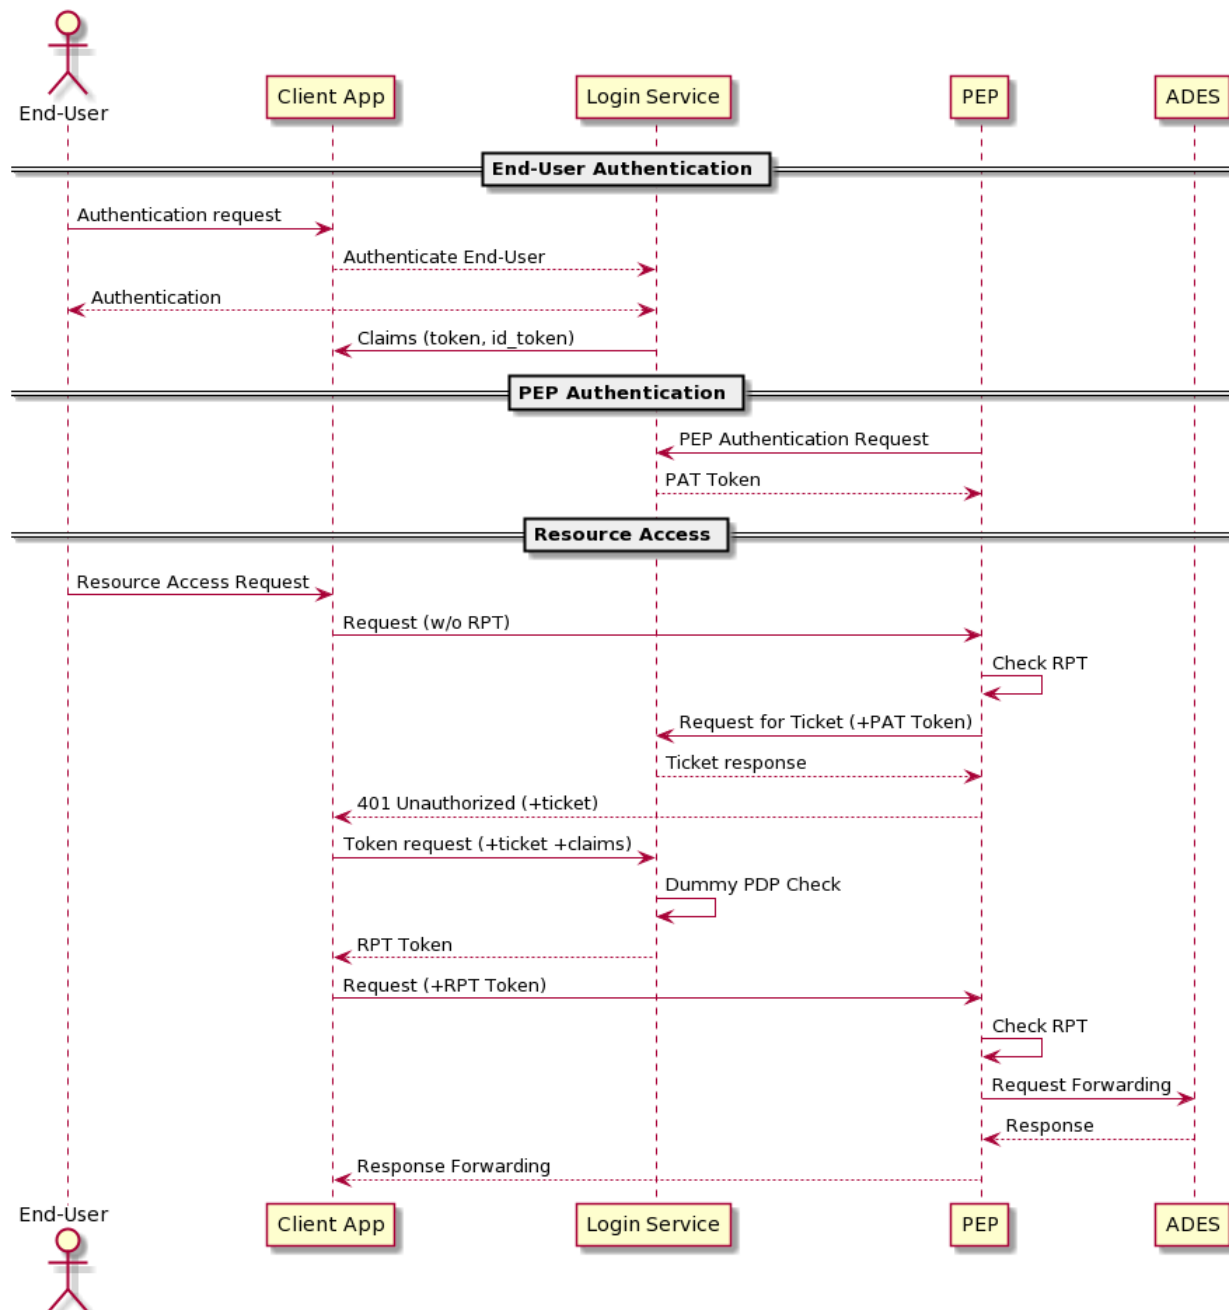 End-User
Client App
Login Service
PEP
ADES
End-User Authentication
Authentication request
Authenticate End-User
Authentication
Claims (token, id_token)
PEP Authentication
PEP Authentication Request
PAT Token
Resource Access
Resource Access Request
Request (w/o RPT)
Check RPT
Request for Ticket (+PAT Token)
Ticket response
401 Unauthorized (+ticket)
Token request (+ticket +claims)
Dummy PDP Check
RPT Token
Request (+RPT Token)
Check RPT
Request Forwarding
Response
Response Forwarding
End-User
Client App
Login Service
PEP
ADES